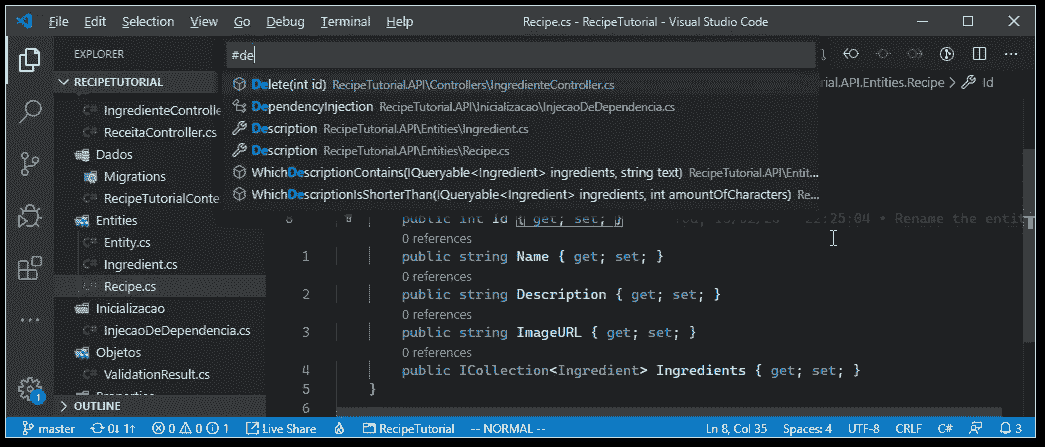 File Edit Selection View Go Debug Terminal Help Recipe.cs - RecipeTutorial - Visual Studio Code
EXPLORER
#de
RECIPETUTORIAL
Delete(int id) RecipeTutorial.API\Controllers\IngredienteController.cs
DependencyInjection RecipeTutorial.API\Inicializacao\InjecaoDeDependencia.cs
Description RecipeTutorial.API\Entities\Ingredient.cs
Description RecipeTutorial.API\Entities\Recipe.cs
WhichDescriptionContains(IQueryable<Ingredient> ingredients, string text) RecipeTutorial.API\Entit...
WhichDescriptionIsShorterThan(IQueryable<Ingredient> ingredients, int amountOfCharacters) Re...
rial.API.Entities.Recipe > Id
IngredienteControlle
C# ReceitaController.cs
Dados
Migrations
RecipeTutorialConte
Entities
C# Entity.cs
C# Ingredient.cs
C# Recipe.cs
Inicializacao
C# InjecaoDeDependencia.cs
Objetos
C# ValidationResult.cs
OUTLINE
8 public int Id { get; set; } 25:04 • Rename the enti
0 references
1 public string Name { get; set; }
0 references
2 public string Description { get; set; }
0 references
3 public string ImageURL { get; set; }
0 references
4 public ICollection<Ingredient> Ingredients { get; set; }
5 }
6
1
master 0↓ 1↑ 0 0 1 Live Share RecipeTutorial -- NORMAL -- Ln 8, Col 35 Spaces: 4 UTF-8 CRLF C# 3